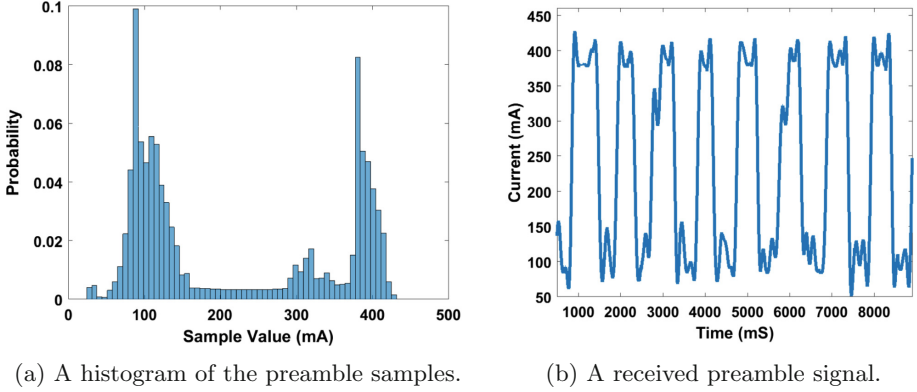 0.1
0.08
0.06
0.04
0.02
0
Probability
0 100 200 300 400 500
Sample Value (mA)
(a) A histogram of the preamble samples.
450
400
350
300
250
200
150
100
50
Current (mA)
1000 2000 3000 4000 5000 6000 7000 8000
Time (mS)
(b) A received preamble signal.